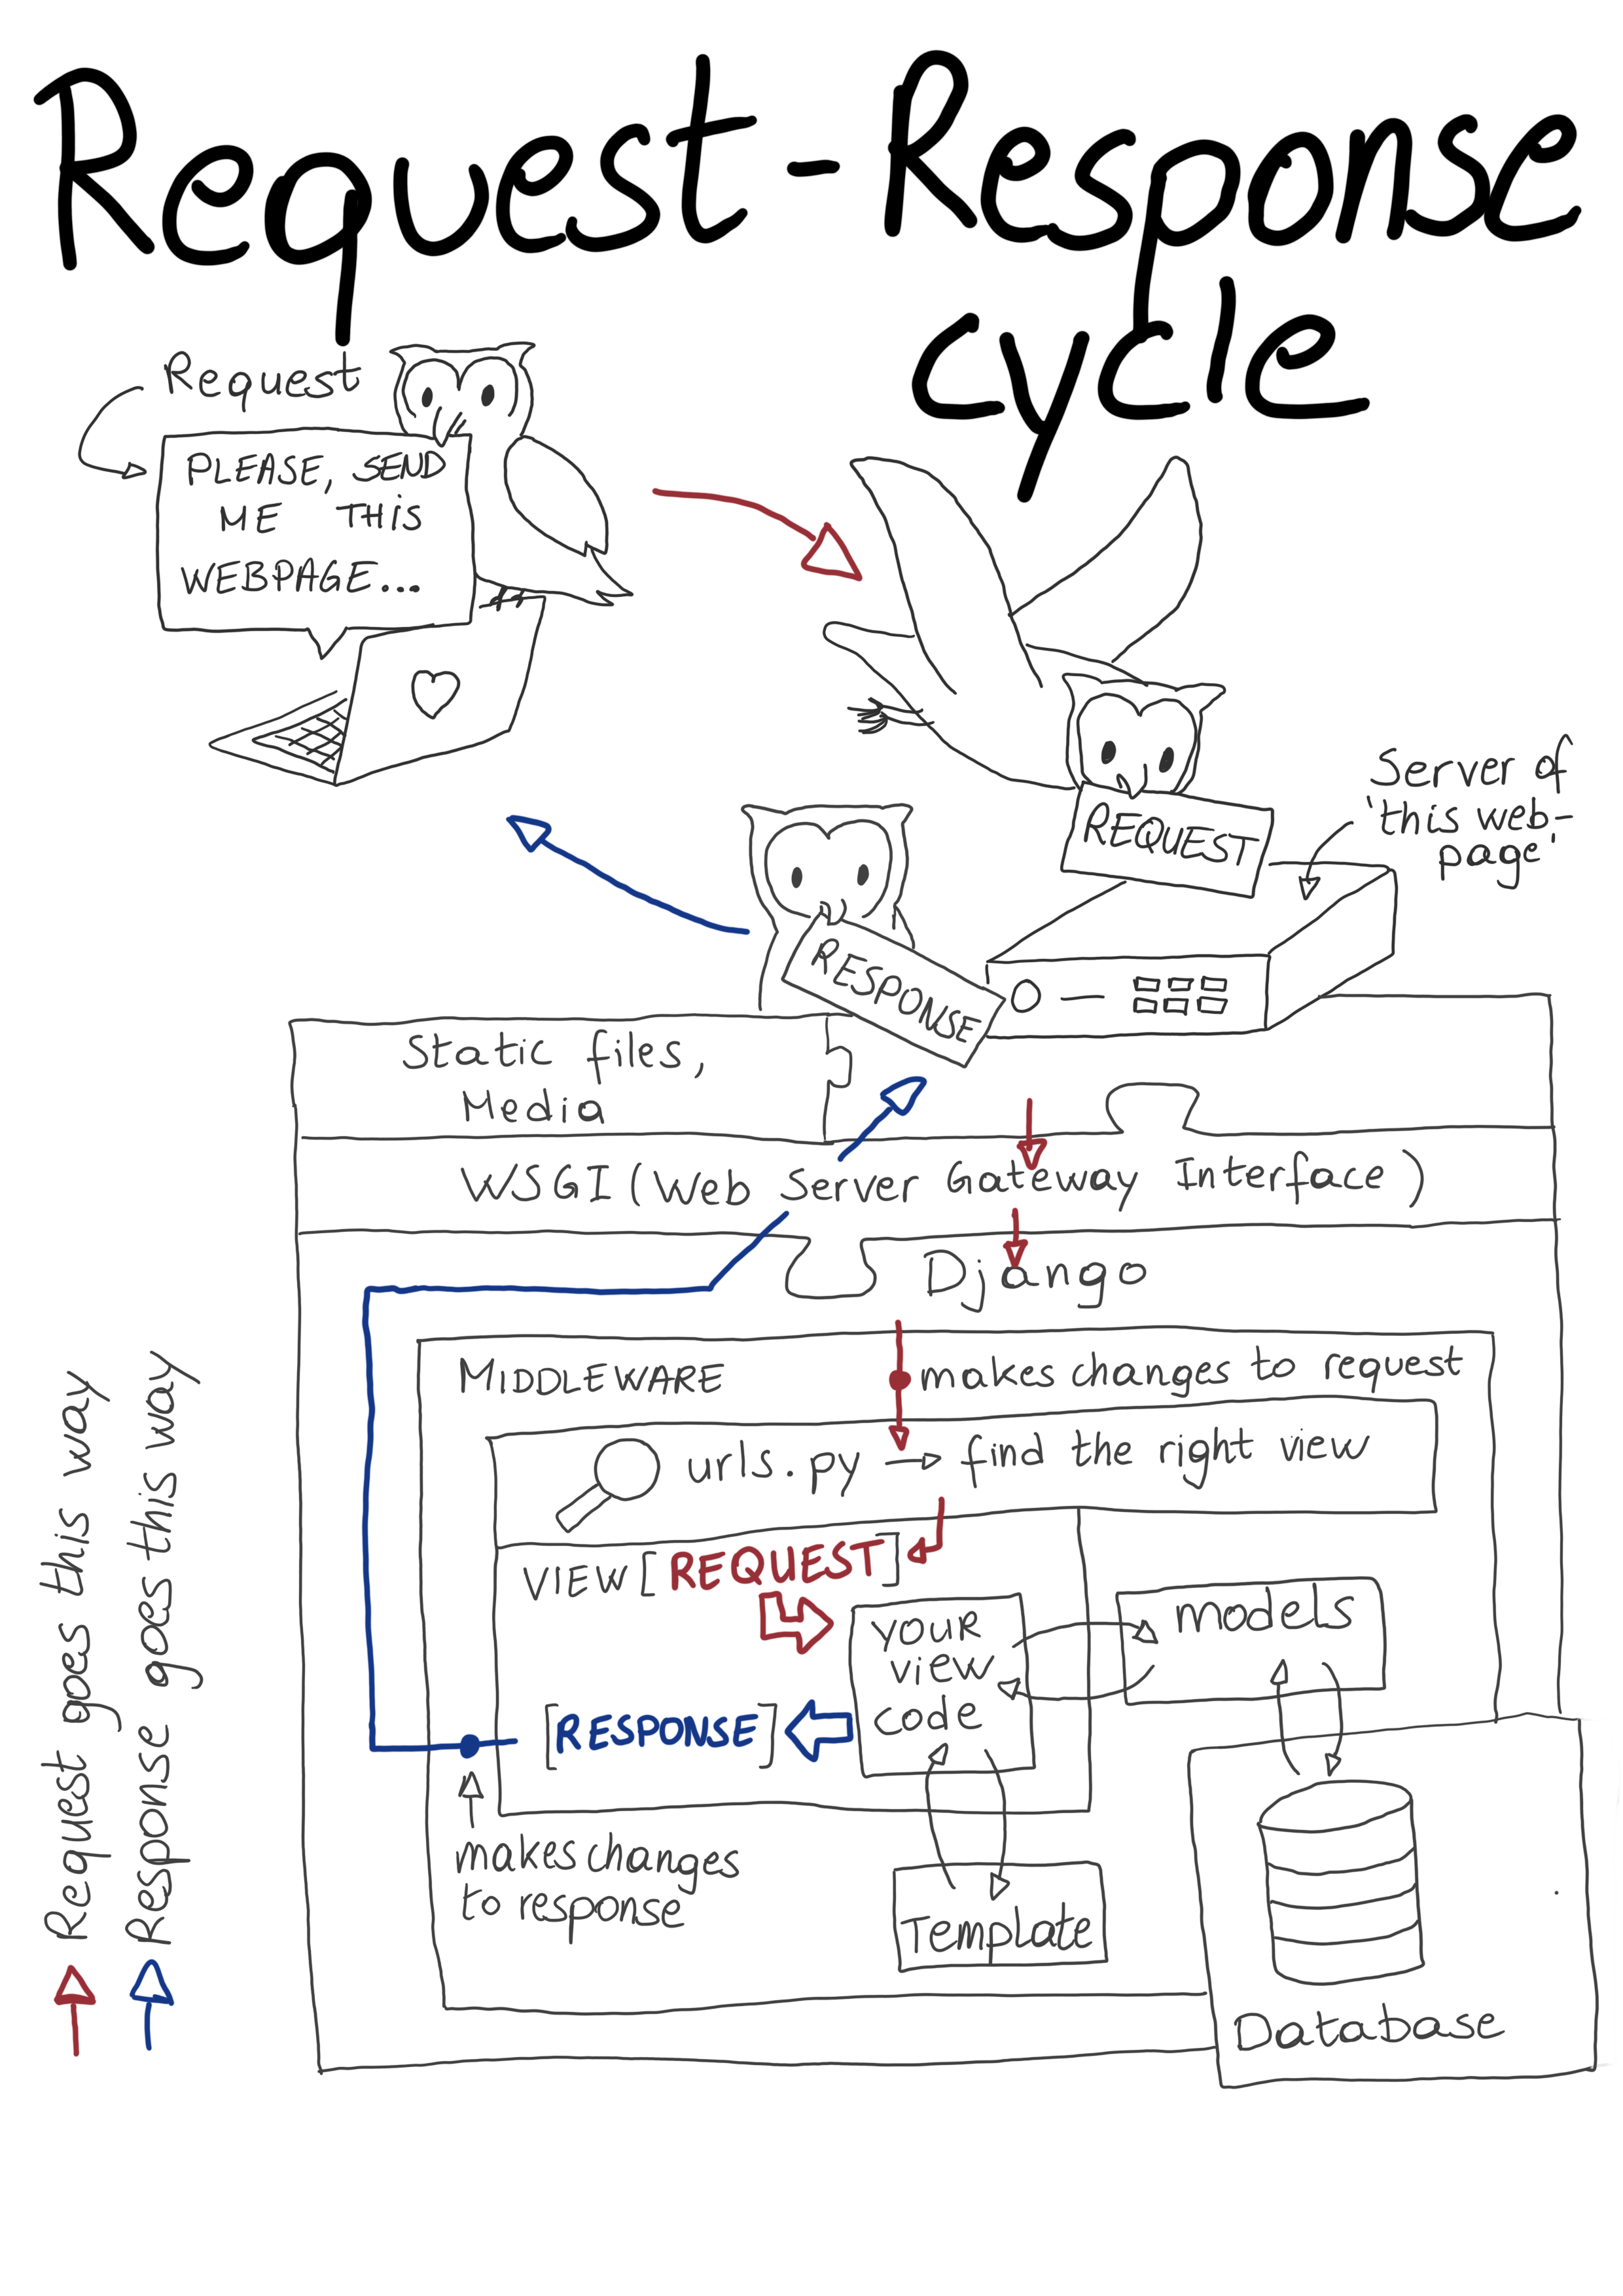 Request - Response
cycle
Request
PLEASE, SEND
ME THIS
WEBPAGE...
REQUEST
Server of
'this web-
page'
RESPONSE
Static files,
Media
WSGI (Web Server Gateway Interface)
Django
MIDDLEWARE
makes changes to request
urls.py → find the right view
VIEW [REQUEST]
YOUR
view
code
models
[RESPONSE]
makes changes
to response
Template
Database
Request goes this way
Response goes this way